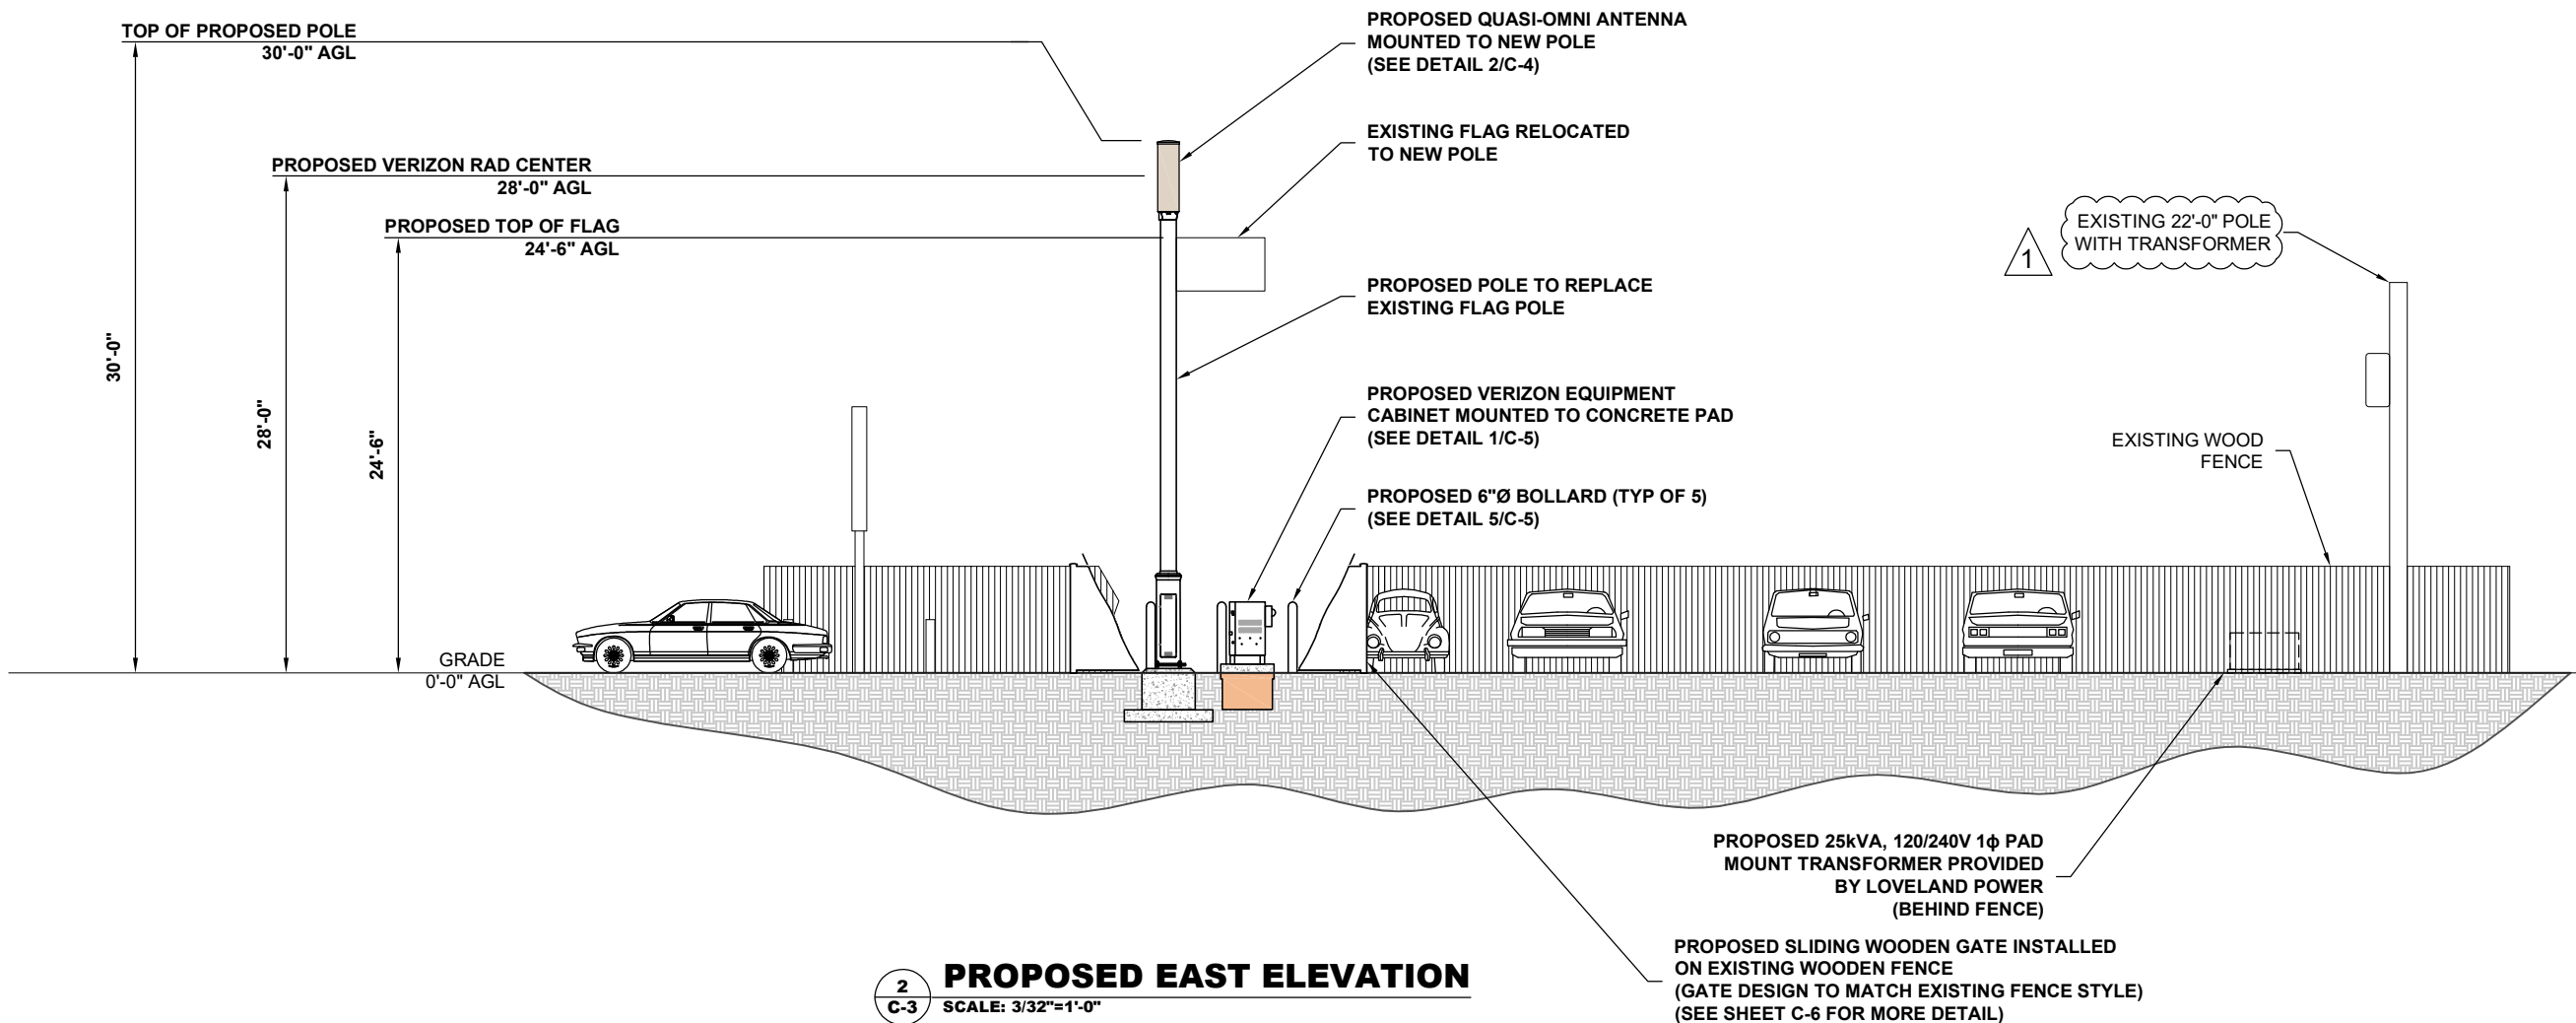 TOP OF PROPOSED POLE
30'-0" AGL
PROPOSED VERIZON RAD CENTER
28'-0" AGL
PROPOSED TOP OF FLAG
24'-6" AGL
30'-0"
28'-0"
24'-6"
GRADE
0'-0" AGL
PROPOSED QUASI-OMNI ANTENNA
MOUNTED TO NEW POLE
(SEE DETAIL 2/C-4)
EXISTING FLAG RELOCATED
TO NEW POLE
PROPOSED POLE TO REPLACE
EXISTING FLAG POLE
PROPOSED VERIZON EQUIPMENT
CABINET MOUNTED TO CONCRETE PAD
(SEE DETAIL 1/C-5)
PROPOSED 6"Ø BOLLARD (TYP OF 5)
(SEE DETAIL 5/C-5)
1
EXISTING 22'-0" POLE
WITH TRANSFORMER
EXISTING WOOD
FENCE
PROPOSED 25kVA, 120/240V 1ϕ PAD
MOUNT TRANSFORMER PROVIDED
BY LOVELAND POWER
(BEHIND FENCE)
PROPOSED SLIDING WOODEN GATE INSTALLED
ON EXISTING WOODEN FENCE
(GATE DESIGN TO MATCH EXISTING FENCE STYLE)
(SEE SHEET C-6 FOR MORE DETAIL)
2
C-3
PROPOSED EAST ELEVATION
SCALE: 3/32"=1'-0"